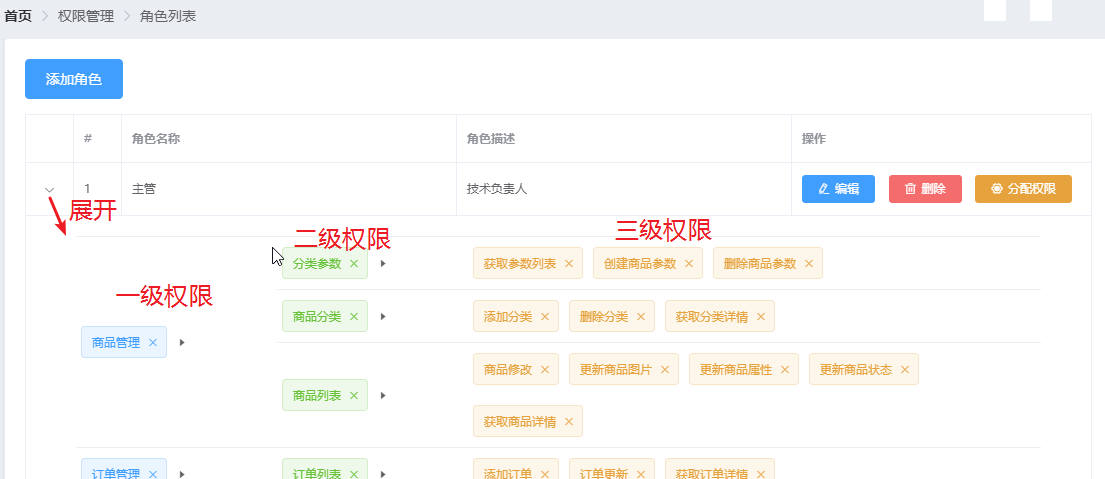 首页 > 权限管理 > 角色列表
添加角色
# 角色名称 角色描述 操作
1 主管 技术负责人 编辑 删除 分配权限
展开
二级权限 三级权限
分类参数 × 获取参数列表 × 创建商品参数 × 删除商品参数 ×
一级权限
商品分类 × 添加分类 × 删除分类 × 获取分类详情 ×
商品管理 ×
商品修改 × 更新商品图片 × 更新商品属性 × 更新商品状态 ×
商品列表 ×
获取商品详情 ×
订单管理 × 订单列表 × 添加订单 × 订单更新 × 获取订单详情 ×